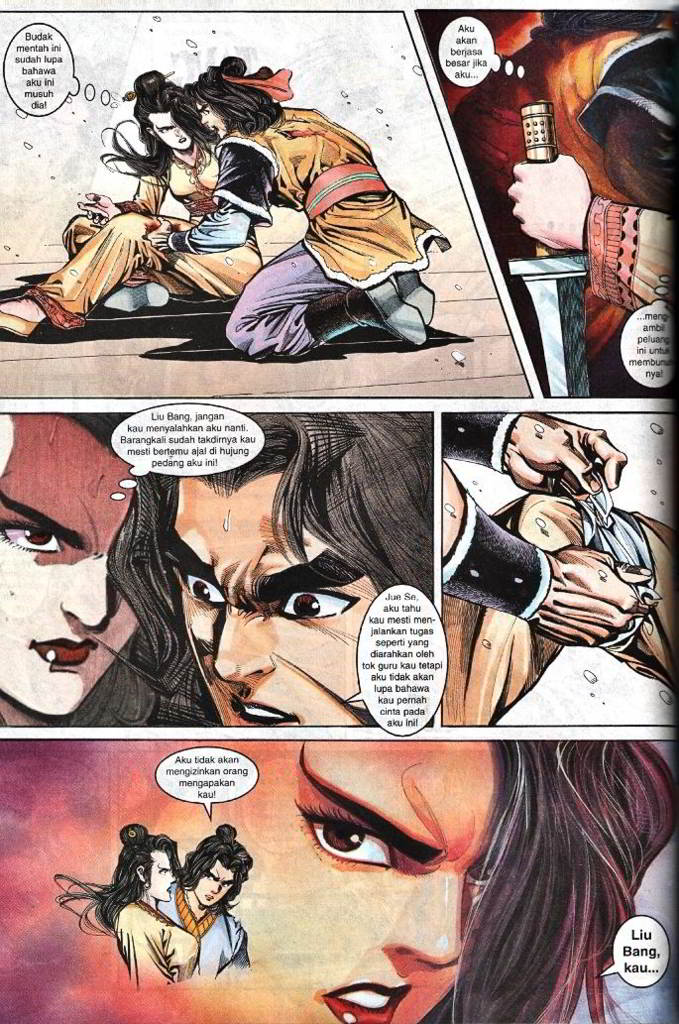 Budak
mentah ini
sudah lupa
bahawa
aku ini
musuh
dia!
Aku
akan
berjasa
besar jika
aku...
...meng-
ambil
peluang
ini untuk
membunuh
nya!
Liu Bang, jangan
kau menyalahkan aku nanti.
Barangkali sudah takdirnya kau
mesti bertemu ajal di hujung
pedang aku ini!
Jue Se,
aku tahu
kau mesti men-
jalankan tugas
seperti yang
diarahkan oleh
tok guru kau tetapi
aku tidak akan
lupa bahawa
kau pernah
cinta pada
aku ini!
Aku tidak akan
mengizinkan orang
mengapakan
kau!
Liu
Bang,
kau...